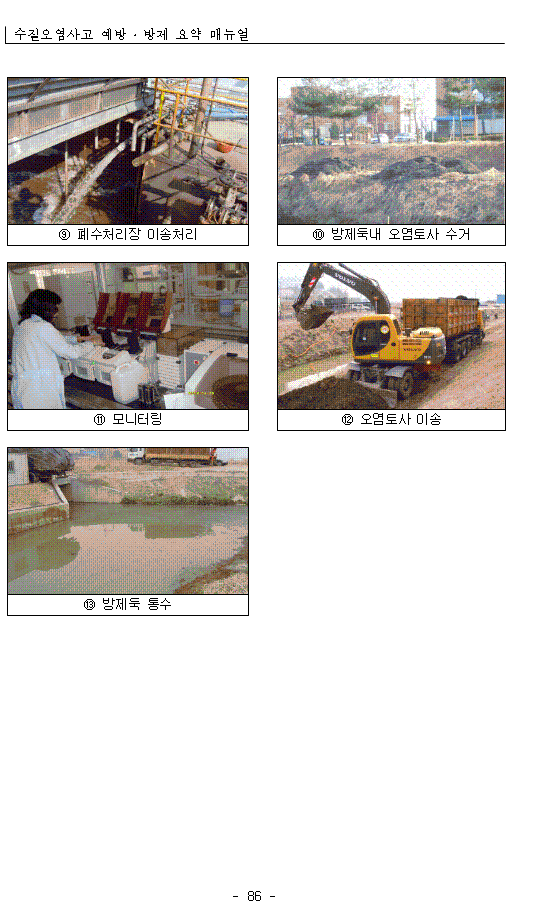 수질오염사고 예방·방제 요약 매뉴얼
⑨ 폐수처리장 이송처리
⑩ 방제둑내 오염토사 수거
⑪ 모니터링
VOLVO
⑫ 오염토사 이송
⑬ 방제둑 통수
- 86 -